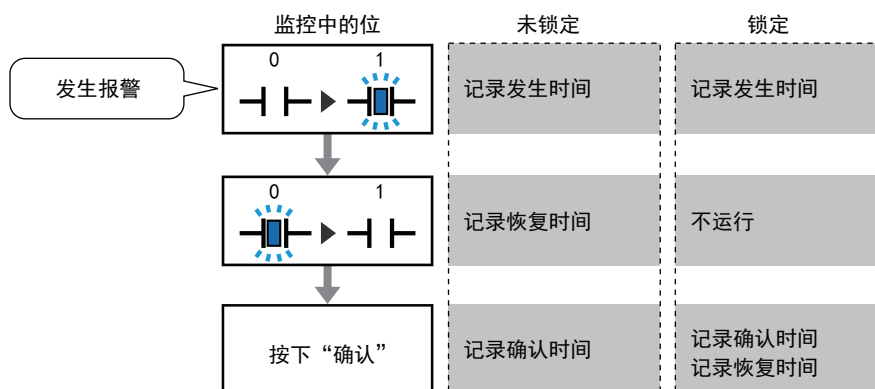 监控中的位
未锁定
锁定
发生报警
0 1
记录发生时间
记录发生时间
0 1
记录恢复时间
不运行
按下“确认”
记录确认时间
记录确认时间
记录恢复时间